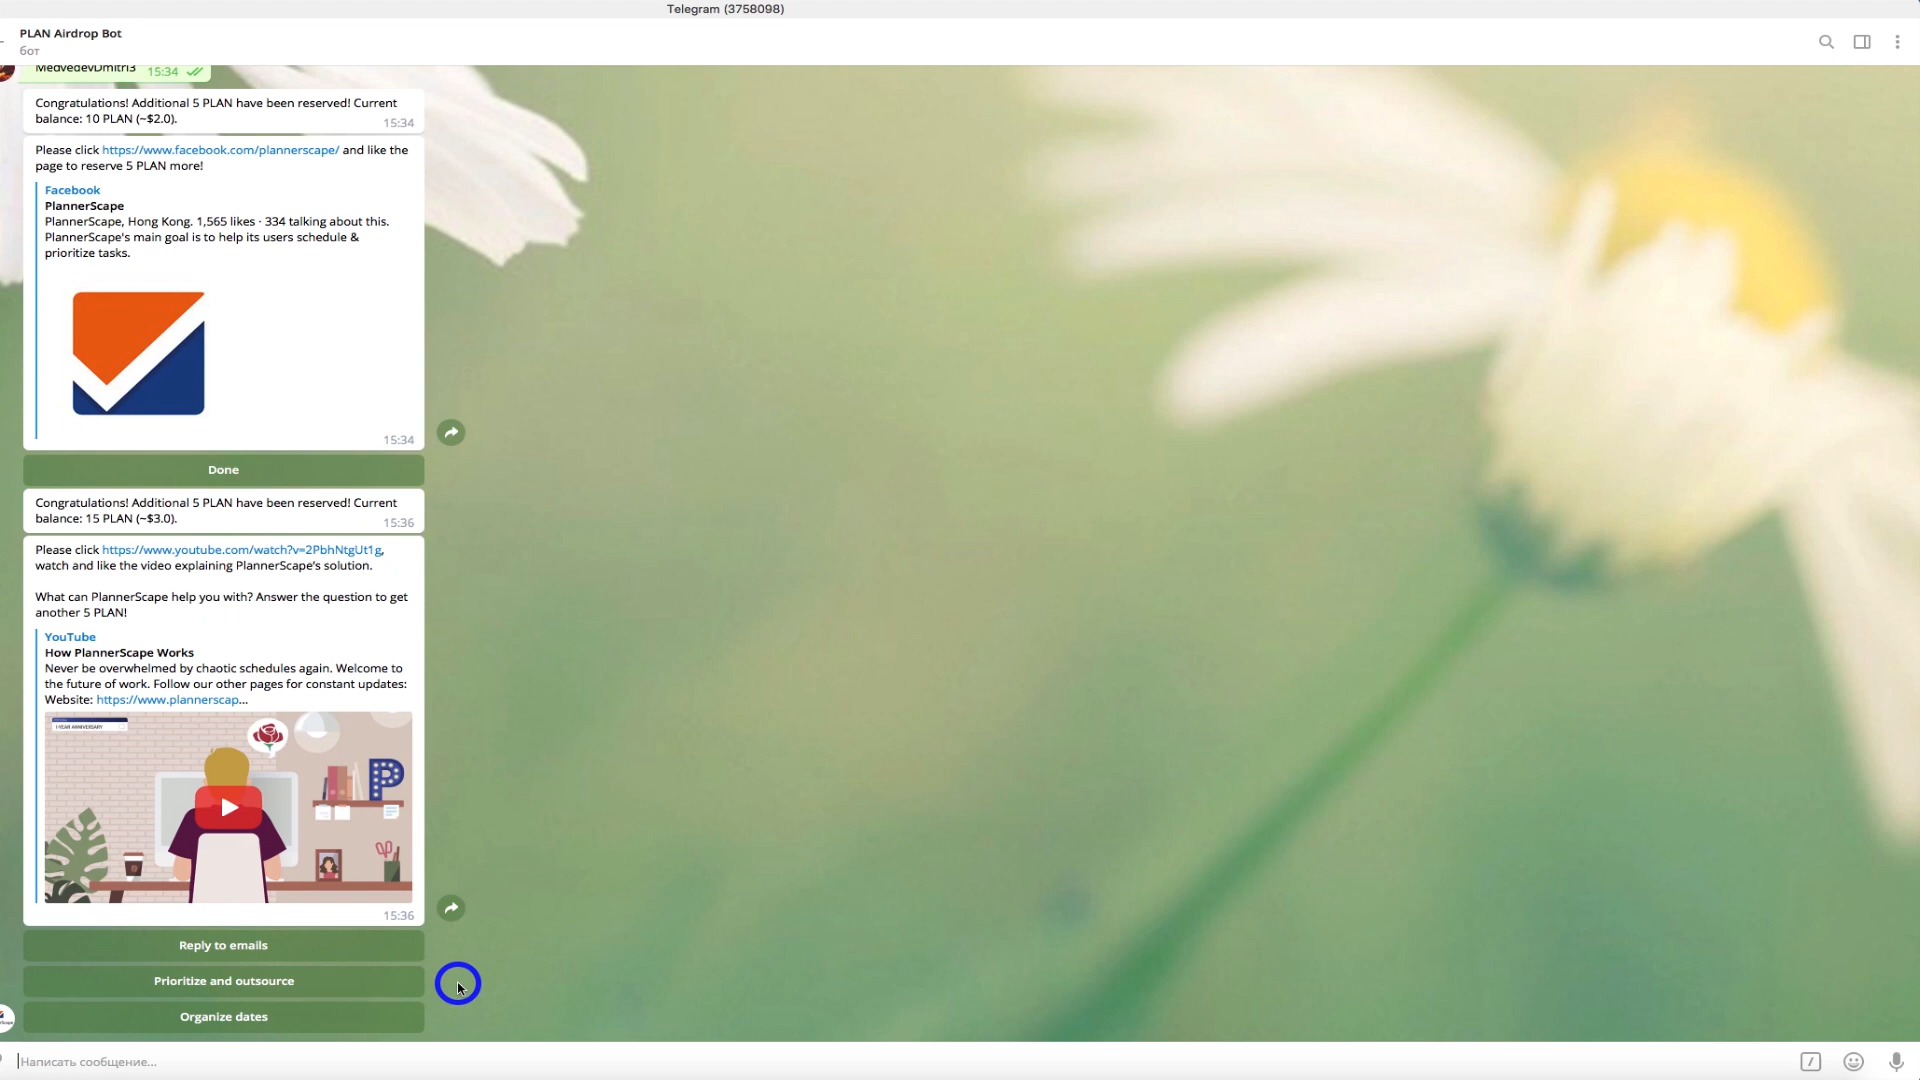 Telegram (3758098)
PLAN Airdrop Bot
бот
MedvedevDmitri3 15:34
Congratulations! Additional 5 PLAN have been reserved! Current
balance: 10 PLAN (~$2.0).
15:34
Please click https://www.facebook.com/plannerscape/ and like the
page to reserve 5 PLAN more!
Facebook
PlannerScape
PlannerScape, Hong Kong. 1,565 likes · 334 talking about this.
PlannerScape's main goal is to help its users schedule &
prioritize tasks.
15:34
Done
Congratulations! Additional 5 PLAN have been reserved! Current
balance: 15 PLAN (~$3.0).
15:36
Please click https://www.youtube.com/watch?v=2PbhNtgUt1g,
watch and like the video explaining PlannerScape’s solution.
What can PlannerScape help you with? Answer the question to get
another 5 PLAN!
YouTube
How PlannerScape Works
Never be overwhelmed by chaotic schedules again. Welcome to
the future of work. Follow our other pages for constant updates:
Website: https://www.plannerscap...
1-YEAR ANNIVERSARY
P
15:36
Reply to emails
Prioritize and outsource
Organize dates
Написать сообщение...